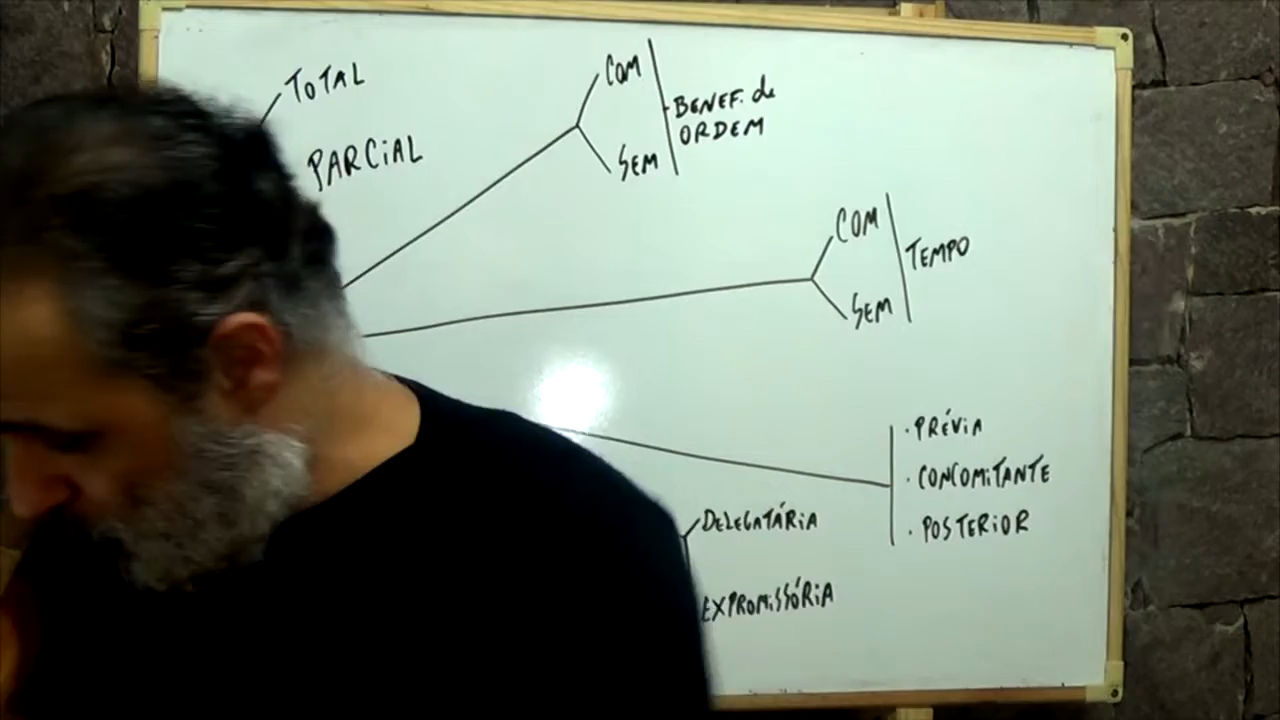 TOTAL
PARCIAL
COM
SEM
BENEF. de
ORDEM
COM
SEM
TEMPO
· PRÉVIA
· CONCOMITANTE
· POSTERIOR
DELEGATÁRIA
EXPROMISSÓRIA